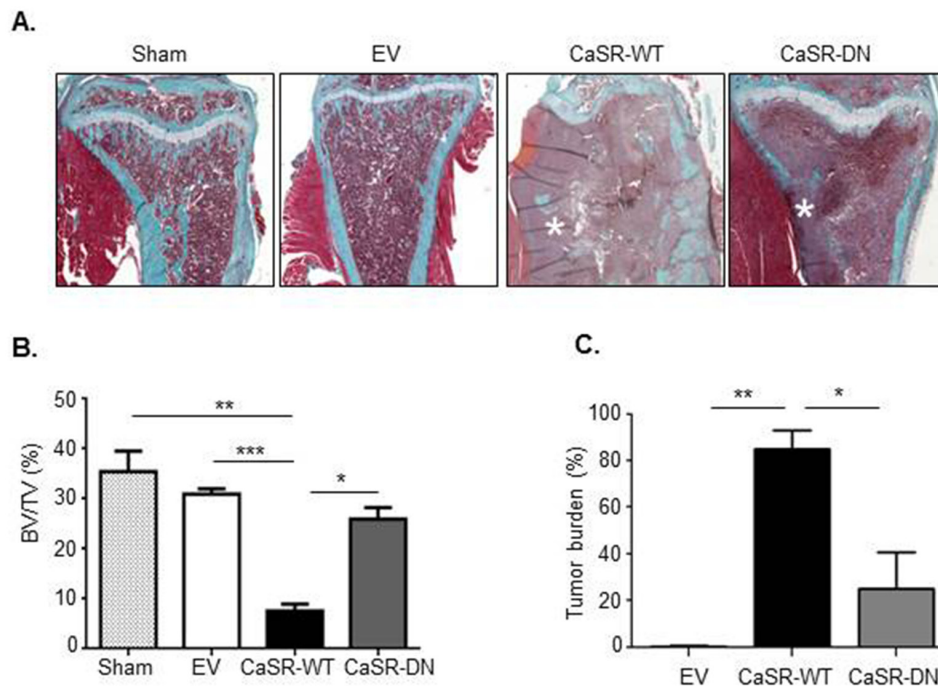 A.
Sham EV CaSR-WT CaSR-DN
* *
B.
50
40
30
20
10
0
BV/TV (%)
**
***
*
Sham EV CaSR-WT CaSR-DN
C.
100
80
60
40
20
0
Tumor burden (%)
** *
EV CaSR-WT CaSR-DN